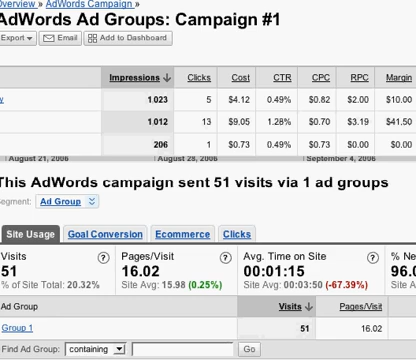 Overview » AdWords Campaign »
AdWords Ad Groups: Campaign #1
Export Email Add to Dashboard
Impressions Clicks Cost CTR CPC RPC Margin
1.023 5 $4.12 0.49% $0.82 $2.00 $10.00
1.012 13 $9.05 1.28% $0.70 $3.19 $41.50
206 1 $0.73 0.49% $0.73 $0.00 $0.00
August 21, 2006 August 28, 2006 September 4, 2006
This AdWords campaign sent 51 visits via 1 ad groups
Segment: Ad Group
Site Usage Goal Conversion Ecommerce Clicks
Visits Pages/Visit Avg. Time on Site % Ne
51 16.02 00:01:15 96.0
% of Site Total: 20.32% Site Avg: 15.98 (0.25%) Site Avg: 00:03:50 (-67.39%) Site A
Ad Group Visits Pages/Visit
Group 1 51 16.02
Find Ad Group: containing Go